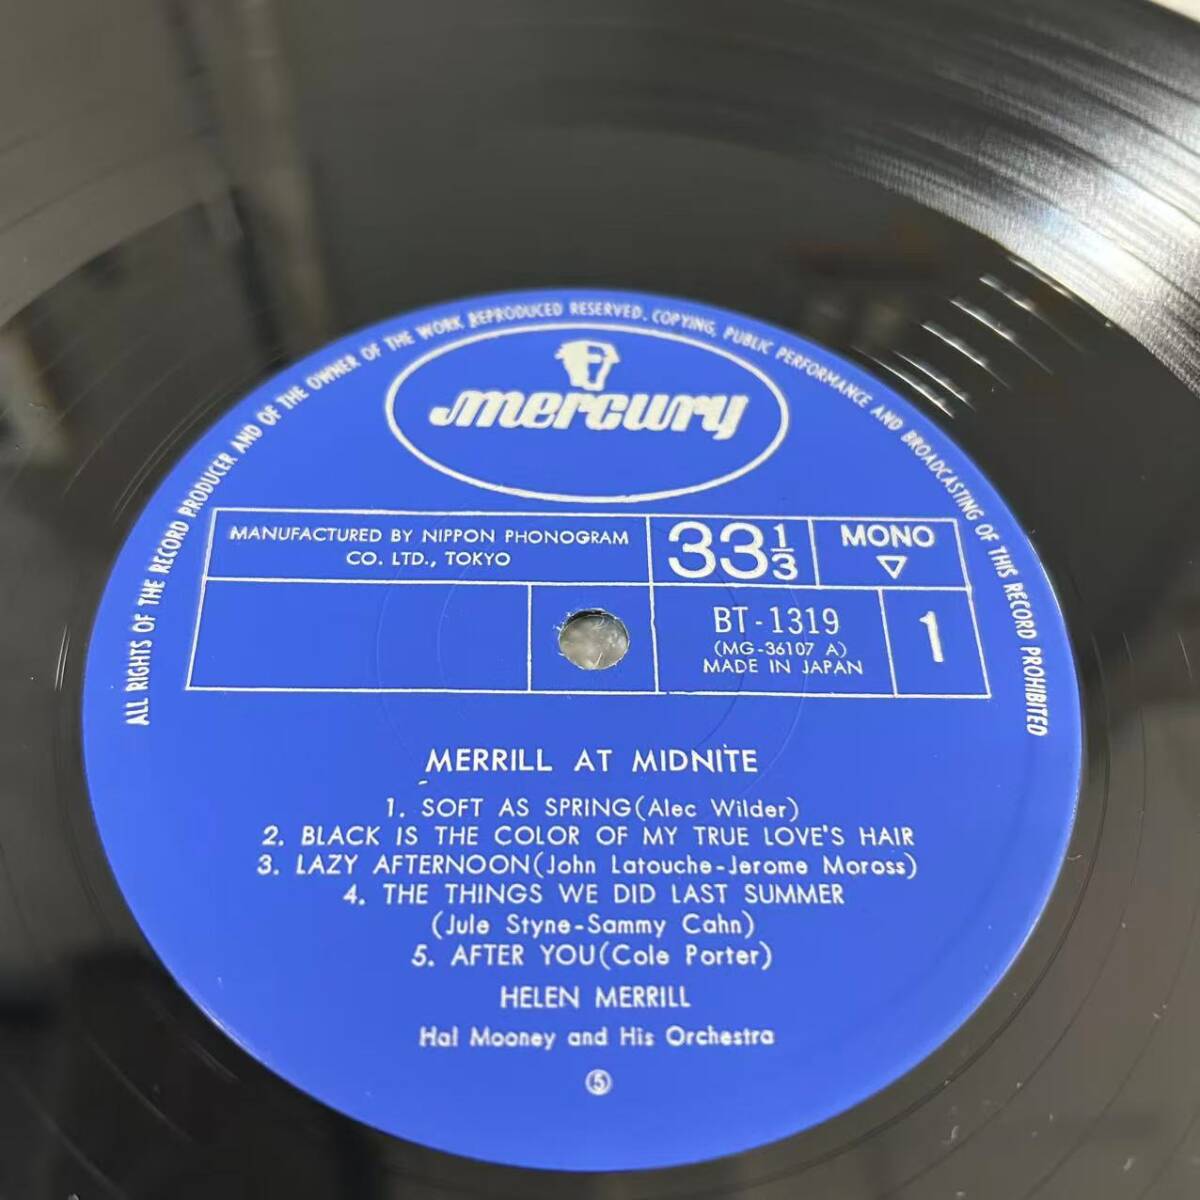 ALL RIGHTS OF THE RECORD PRODUCER AND OF THE OWNER OF THE WORK REPRODUCED RESERVED. COPYING, PUBLIC PERFORMANCE AND BROADCASTING OF THIS RECORD PROHIBITED
mercury
MANUFACTURED BY NIPPON PHONOGRAM
CO. LTD., TOKYO
33 1/3
MONO
▽
BT-1319
(MG-36107 A)
MADE IN JAPAN
1
MERRILL AT MIDNITE
1. SOFT AS SPRING(Alec Wilder)
2. BLACK IS THE COLOR OF MY TRUE LOVE'S HAIR
3. LAZY AFTERNOON(John Latouche-Jerome Moross)
4. THE THINGS WE DID LAST SUMMER
(Jule Styne-Sammy Cahn)
5. AFTER YOU(Cole Porter)
HELEN MERRILL
Hal Mooney and His Orchestra
⑤